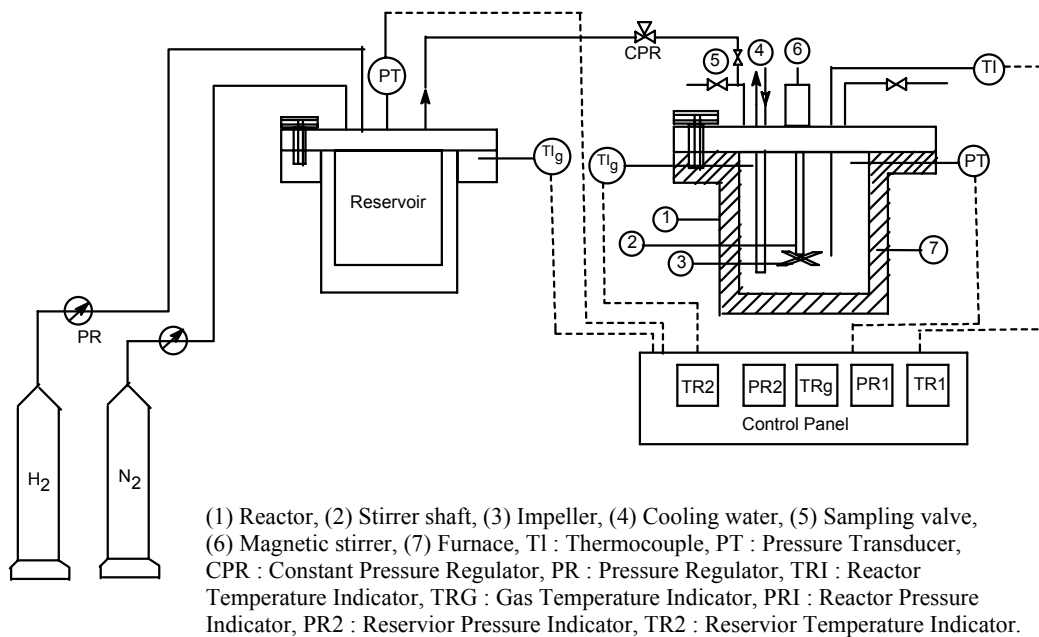 CPR
PT
5
4
6
TI
TIg
TIg
PT
Reservoir
1
2
3
7
PR
TR2
PR2
TRg
PR1
TR1
Control Panel
H2
N2
(1) Reactor, (2) Stirrer shaft, (3) Impeller, (4) Cooling water, (5) Sampling valve,
(6) Magnetic stirrer, (7) Furnace, Tl : Thermocouple, PT : Pressure Transducer,
CPR : Constant Pressure Regulator, PR : Pressure Regulator, TRI : Reactor
Temperature Indicator, TRG : Gas Temperature Indicator, PRI : Reactor Pressure
Indicator, PR2 : Reservior Pressure Indicator, TR2 : Reservior Temperature Indicator.